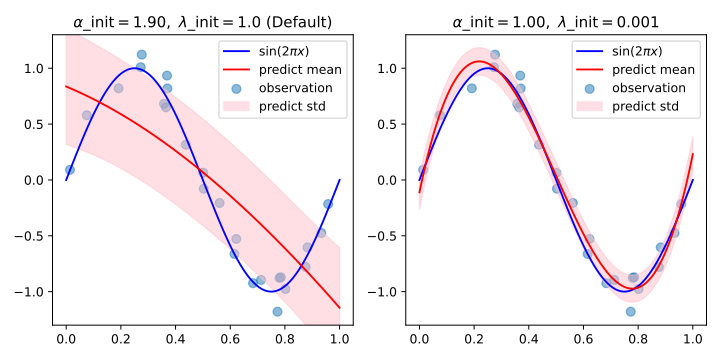 α_init = 1.90, λ_init = 1.0 (Default)
sin(2πx)
predict mean
observation
predict std
1.0
0.5
0.0
−0.5
−1.0
0.0 0.2 0.4 0.6 0.8 1.0
α_init = 1.00, λ_init = 0.001
sin(2πx)
predict mean
observation
predict std
1.0
0.5
0.0
−0.5
−1.0
0.0 0.2 0.4 0.6 0.8 1.0